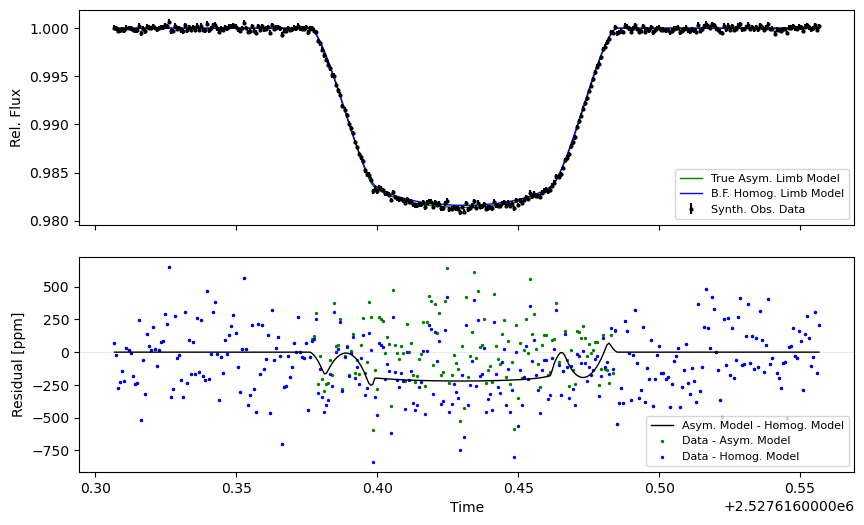 1.000
0.995
0.990
0.985
0.980
Rel. Flux
True Asym. Limb Model
B.F. Homog. Limb Model
Synth. Obs. Data
500
250
0
−250
−500
−750
Residual [ppm]
Asym. Model - Homog. Model
Data - Asym. Model
Data - Homog. Model
0.30
0.35
0.40
0.45
0.50
0.55
Time
+2.5276160000e6